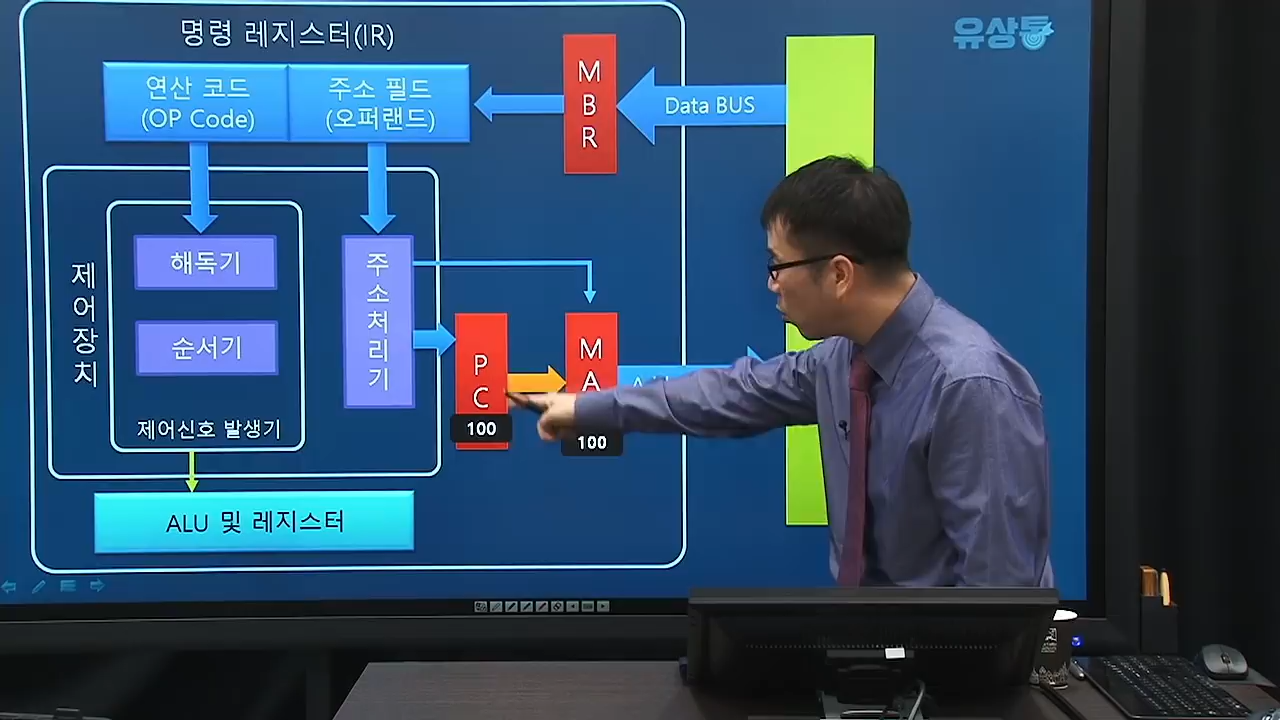 명령 레지스터(IR)
유상통
연산 코드
(OP Code)
주소 필드
(오퍼랜드)
M
B
R
Data BUS
제
어
장
치
해독기
순서기
제어신호 발생기
주
소
처
리
기
P
C
100
M
A
100
ALU 및 레지스터